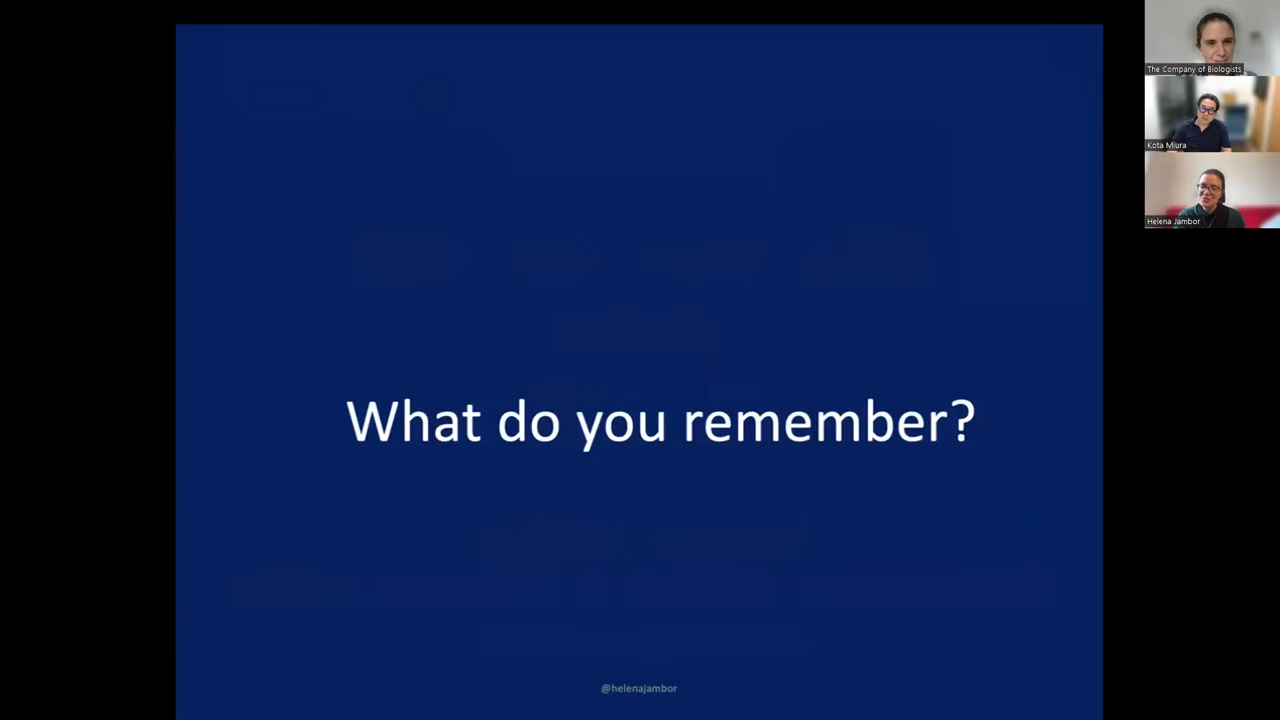 What do you remember?
@helenajambor
The Company of Biologists
Kota Miura
Helena Jambor